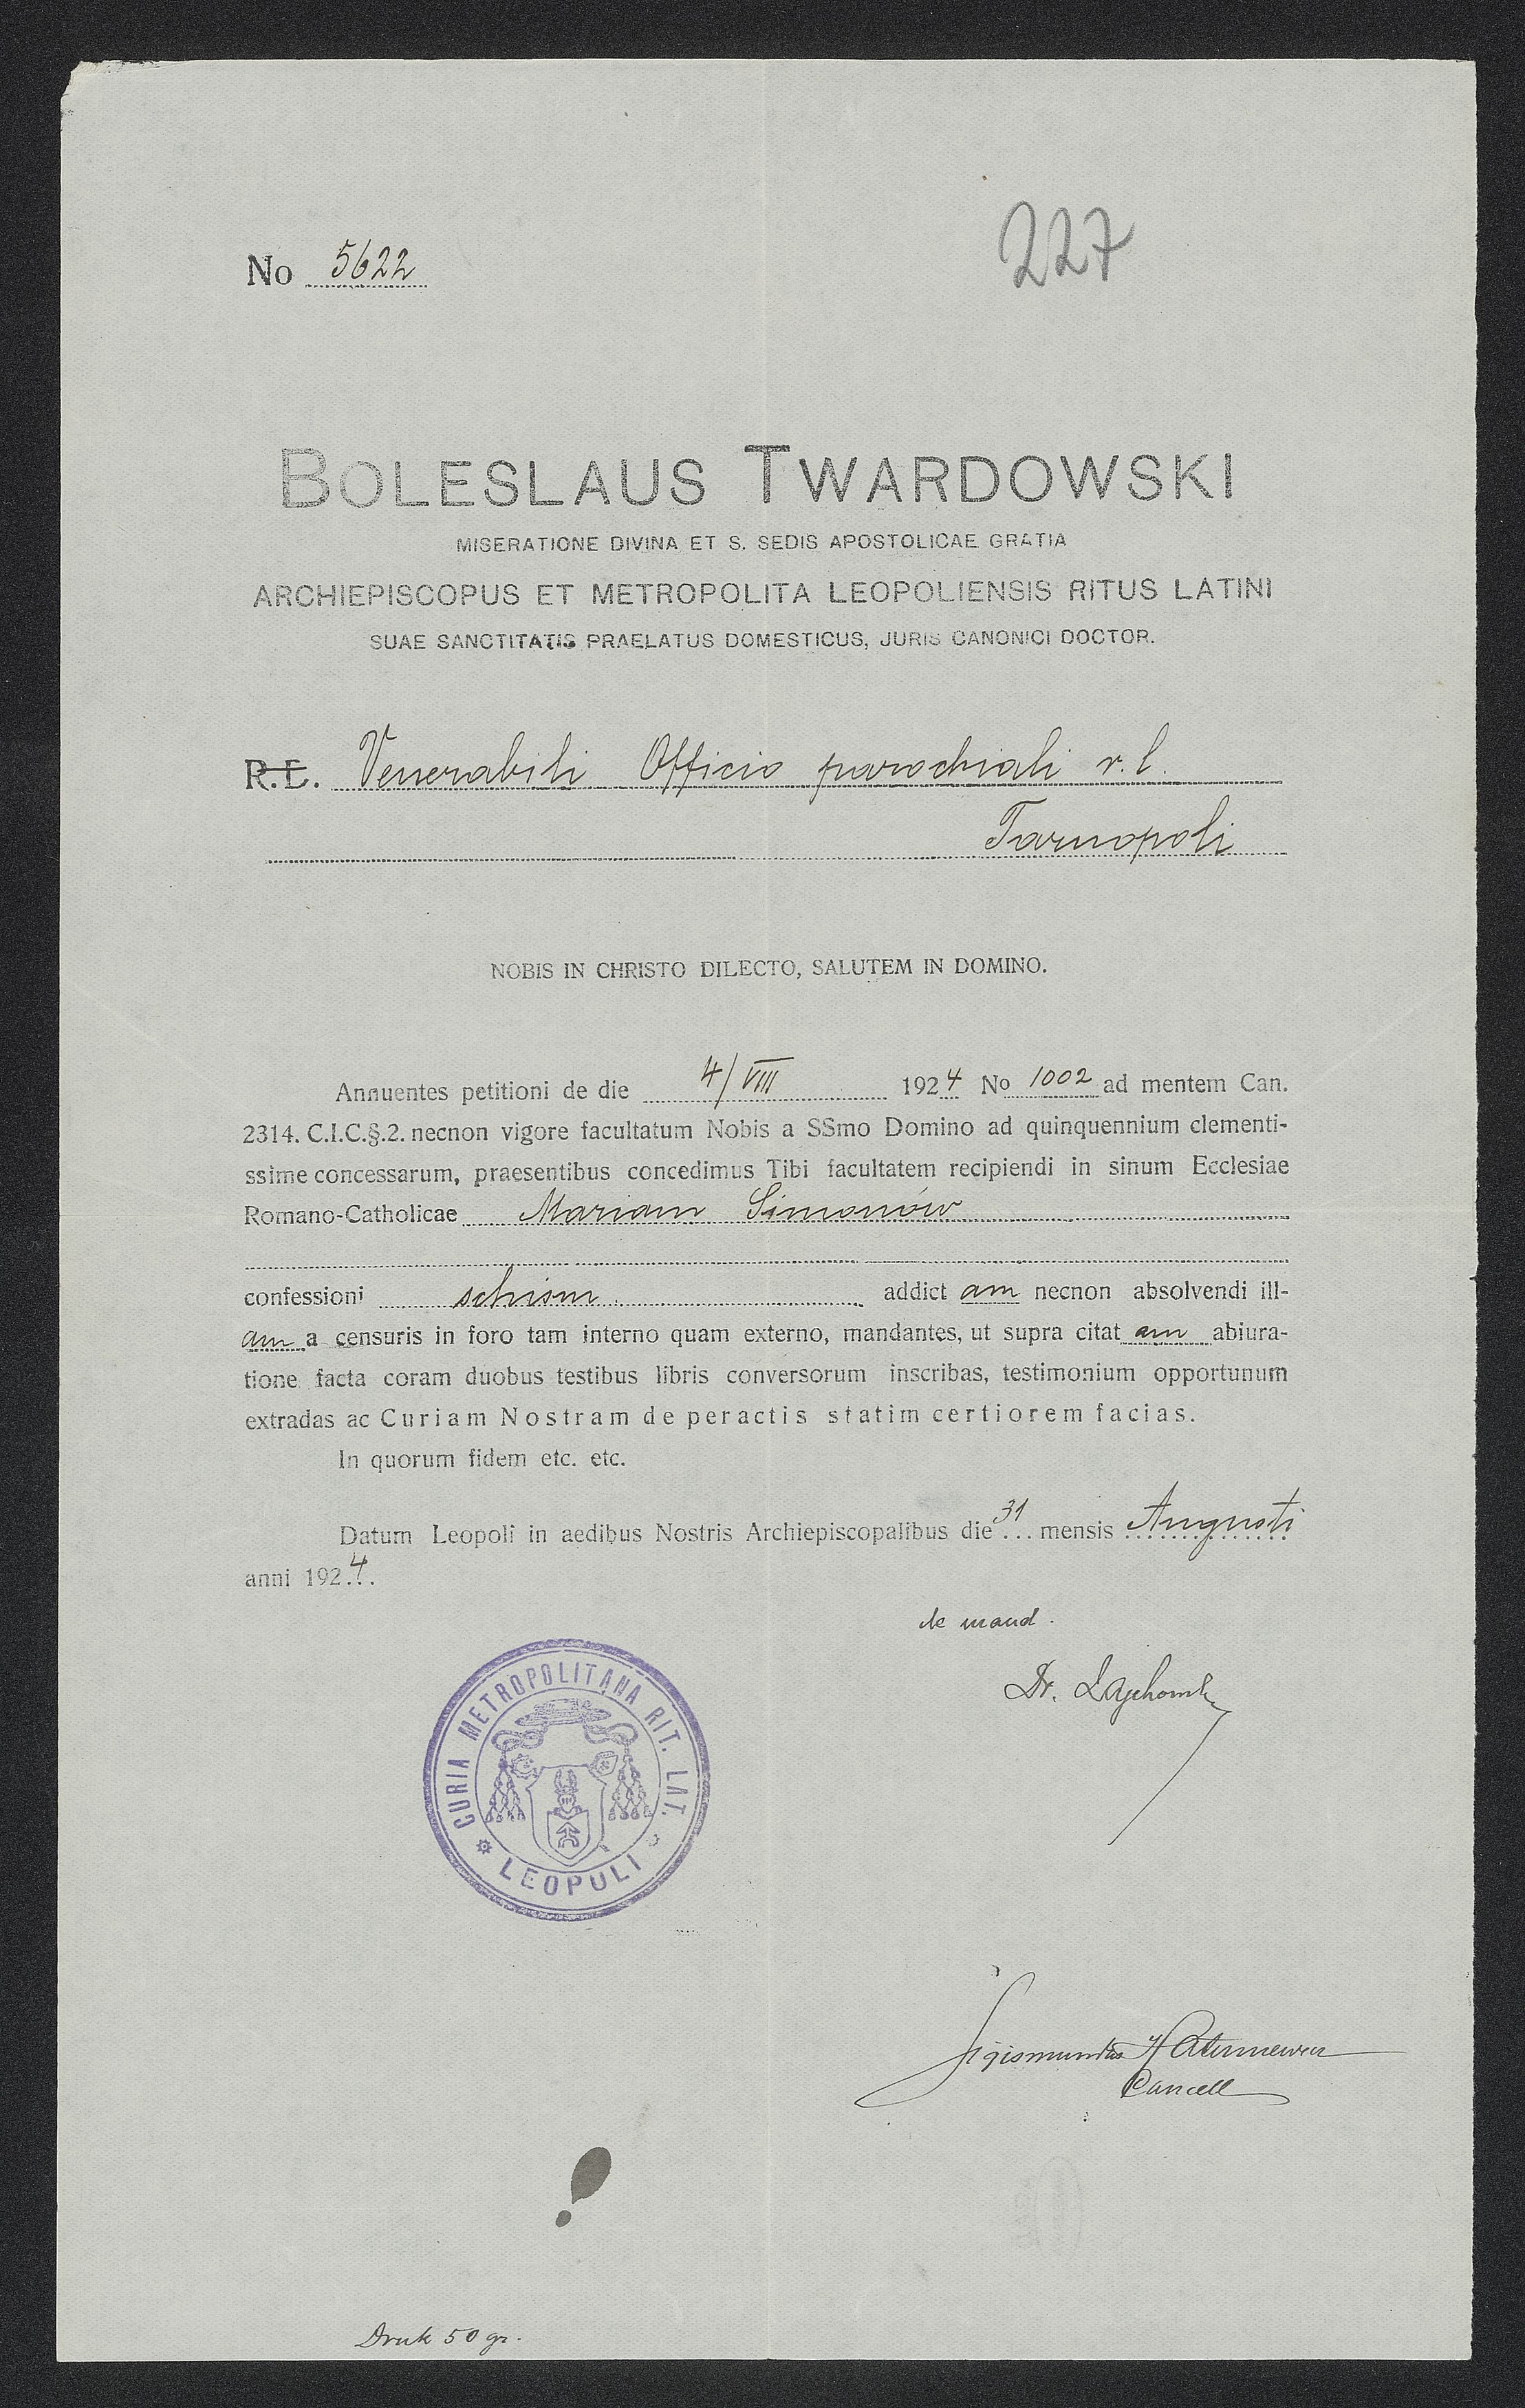 227
No 5622
BOLESLAUS TWARDOWSKI
MISERATIONE DIVINA ET S. SEDIS APOSTOLICAE GRATIA
ARCHIEPISCOPUS ET METROPOLITA LEOPOLIENSIS RITUS LATINI
SUAE SANCTITATIS PRAELATUS DOMESTICUS, JURIS CANONICI DOCTOR.
R.E. Venerabili Officio parochiali r. l.
Tarnopoli
NOBIS IN CHRISTO DILECTO, SALUTEM IN DOMINO.
Annuentes petitioni de die 4/VIII 1924 No 1002 ad mentem Can.
2314. C.I.C.§.2. necnon vigore facultatum Nobis a SSmo Domino ad quinquennium clementi-
ssime concessarum, praesentibus concedimus Tibi facultatem recipiendi in sinum Ecclesiae
Romano-Catholicae Mariam Simonów
confessioni schism. addict am necnon absolvendi ill-
am a censuris in foro tam interno quam externo, mandantes, ut supra citat am abiura-
tione facta coram duobus testibus libris conversorum inscribas, testimonium opportunum
extradas ac Curiam Nostram de peractis statim certiorem facias.
In quorum fidem etc. etc.
Datum Leopoli in aedibus Nostris Archiepiscopalibus die 31 mensis Augusti
anni 1924.
de mand.
Dr.
CURIA METROPOLITANA RIT. LAT.
LEOPOLI
Sigismundus
Cancell
Druk 50 gr.